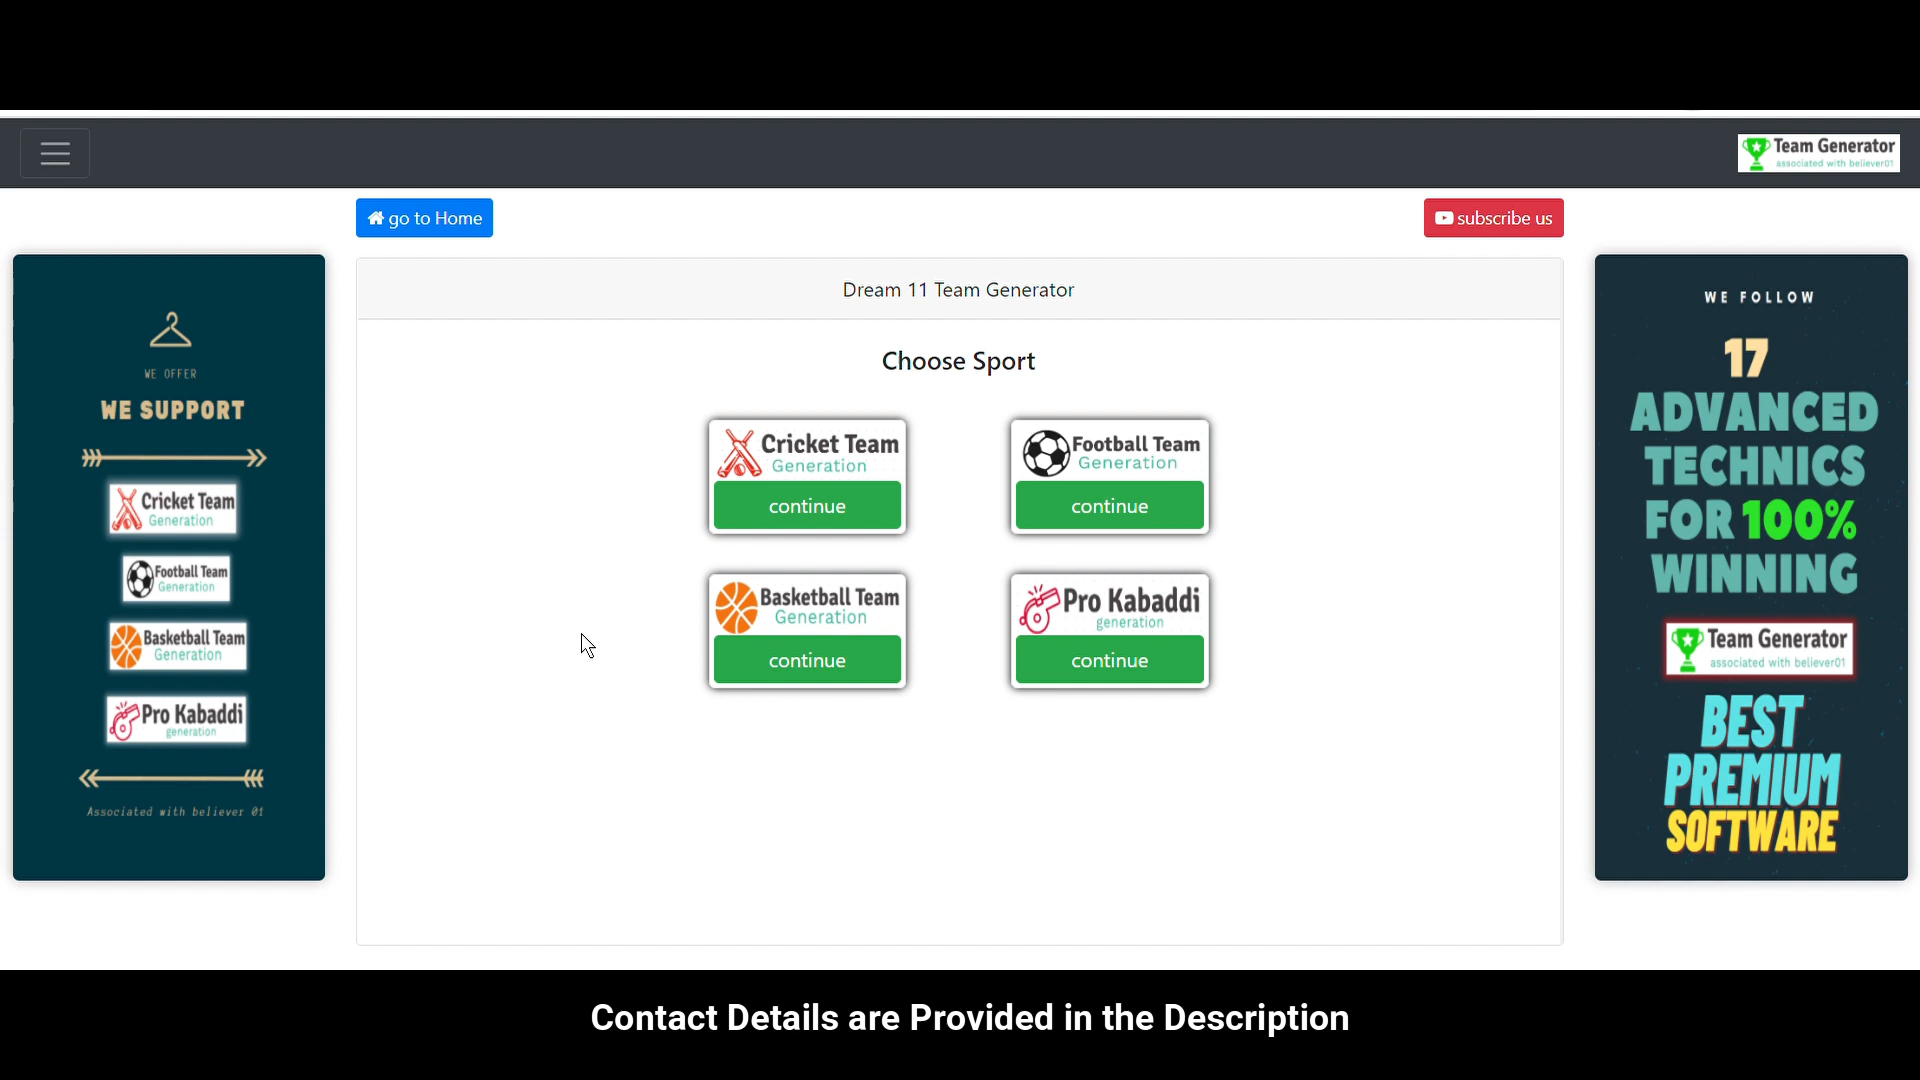 Team Generator
associated with believer01
go to Home
subscribe us
WE OFFER
WE SUPPORT
Cricket Team
Generation
Football Team
Generation
Basketball Team
Generation
Pro Kabaddi
generation
Associated with believer 01
Dream 11 Team Generator
Choose Sport
Cricket Team
Generation
continue
Football Team
Generation
continue
Basketball Team
Generation
continue
Pro Kabaddi
generation
continue
WE FOLLOW
17
ADVANCED
TECHNICS
FOR 100%
WINNING
Team Generator
associated with believer01
BEST
PREMIUM
SOFTWARE
Contact Details are Provided in the Description